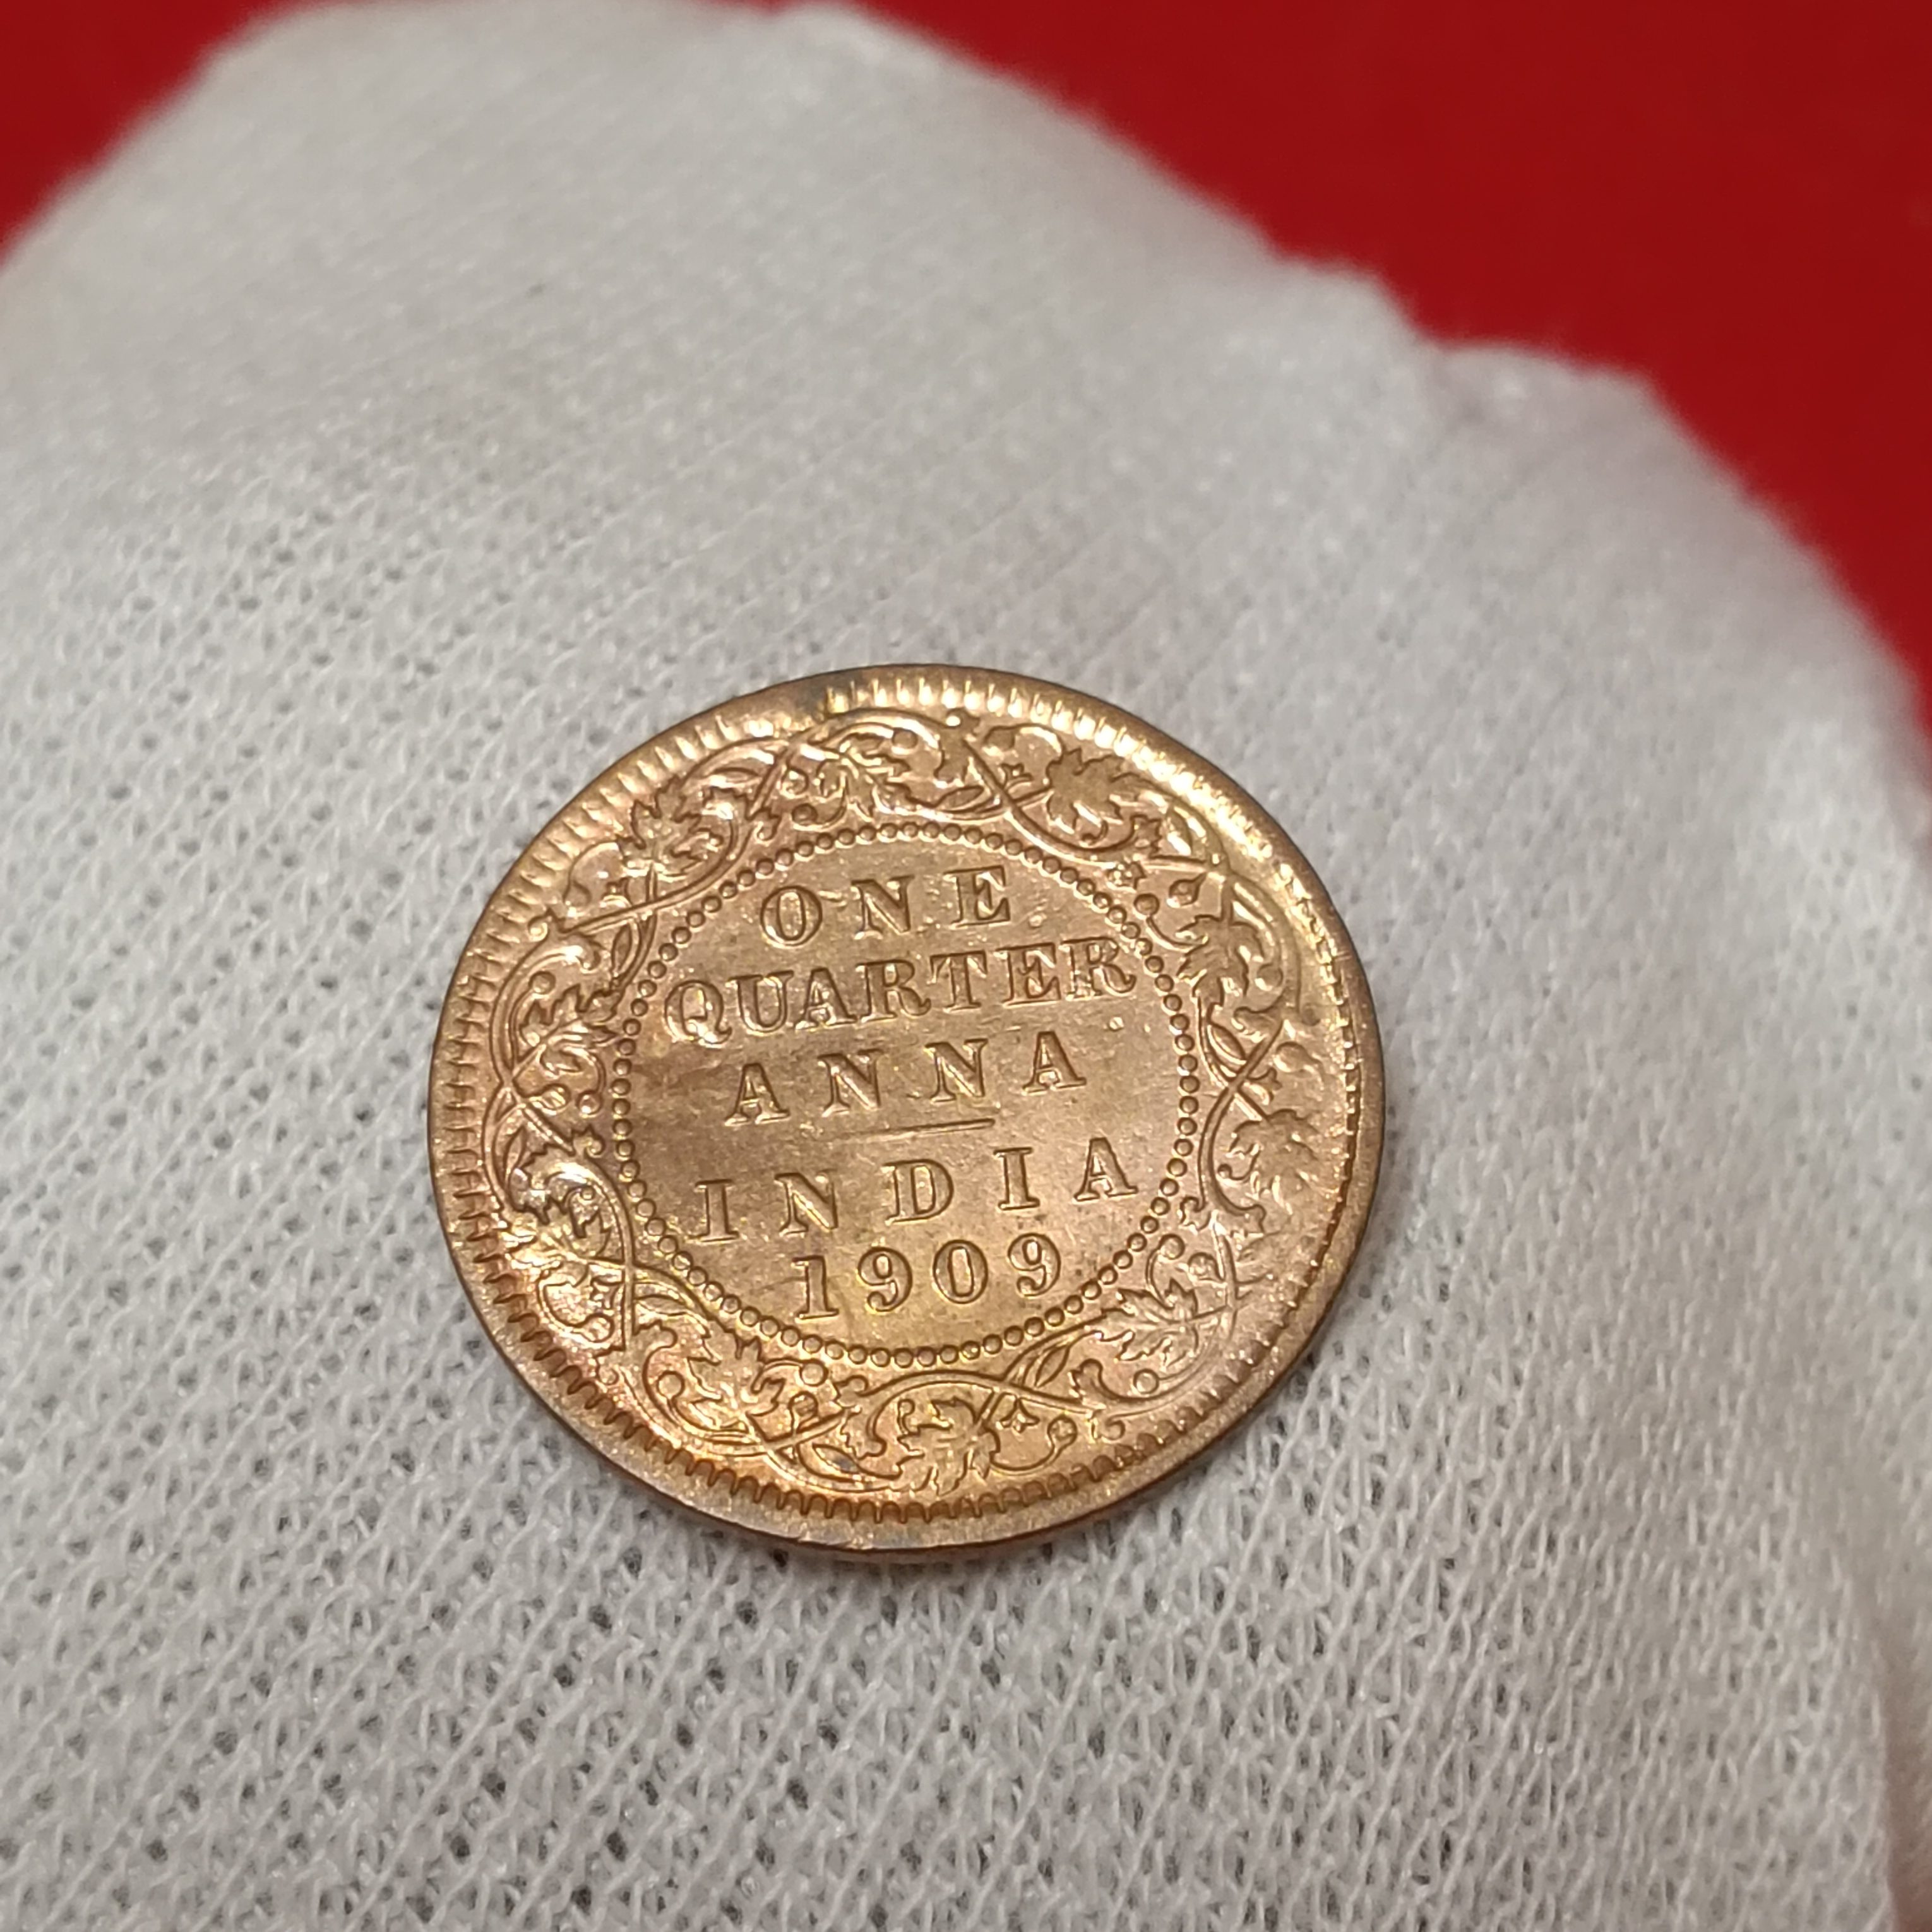 ONE
QUARTER
ANNA
INDIA
1909